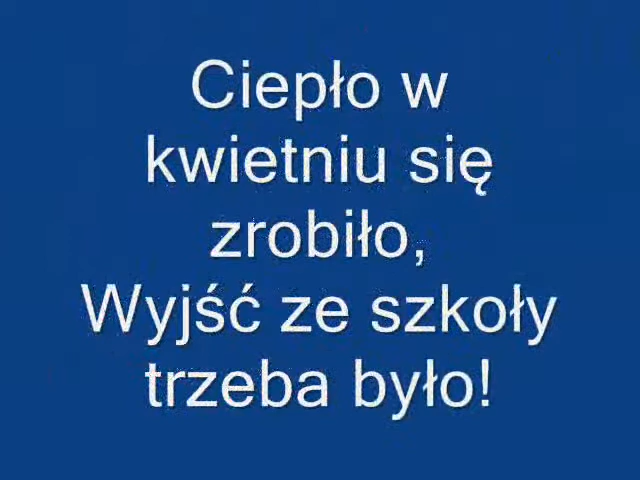 Ciepło w
kwietniu się
zrobiło,
Wyjść ze szkoły
trzeba było!